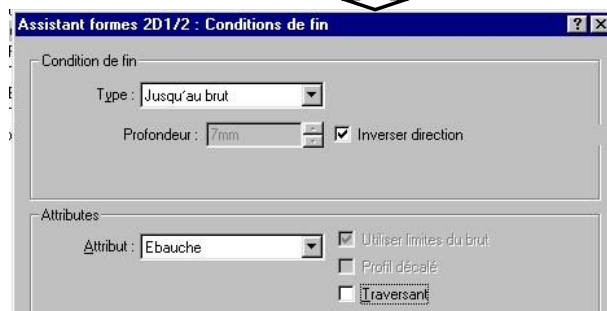 Assistant formes 2D1/2 : Conditions de fin
Condition de fin
Type : Jusqu'au brut
Profondeur : 7mm Inverser direction
Attributes
Attribut : Ebauche Utiliser limites du brut
Profil décalé
Traversant